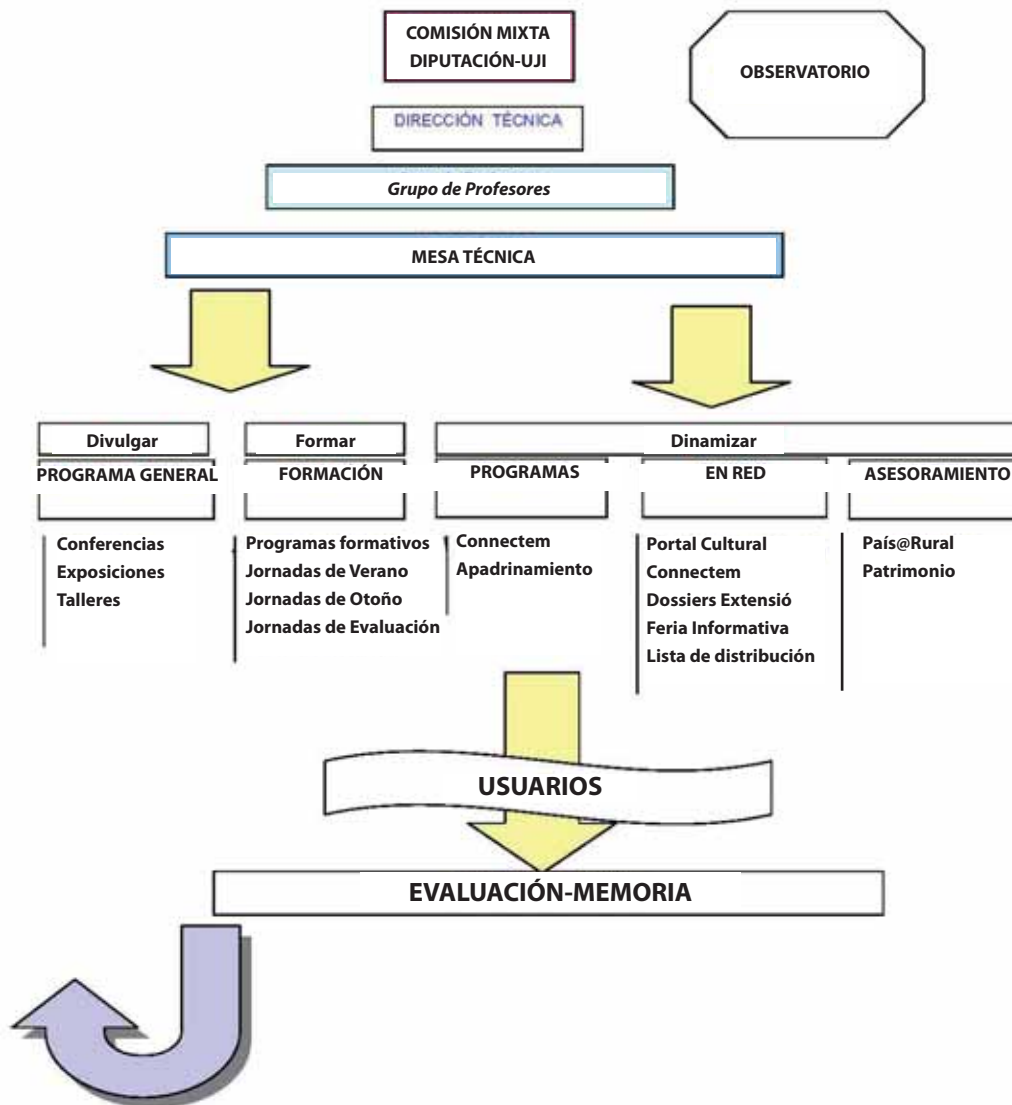 COMISIÓN MIXTA
DIPUTACIÓN-UJI
OBSERVATORIO
DIRECCIÓN TÉCNICA
Grupo de Profesores
MESA TÉCNICA
Divulgar
Formar
Dinamizar
PROGRAMA GENERAL
FORMACIÓN
PROGRAMAS
EN RED
ASESORAMIENTO
Conferencias
Exposiciones
Talleres
Programas formativos
Jornadas de Verano
Jornadas de Otoño
Jornadas de Evaluación
Connectem
Apadrinamiento
Portal Cultural
Connectem
Dossiers Extensió
Feria Informativa
Lista de distribución
País@Rural
Patrimonio
USUARIOS
EVALUACIÓN-MEMORIA